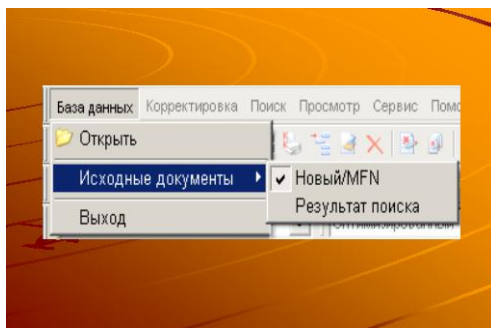 База данных Корректировка Поиск Просмотр Сервис
Открыть
Исходные документы
Новый/MFN
Результат поиска
Выход